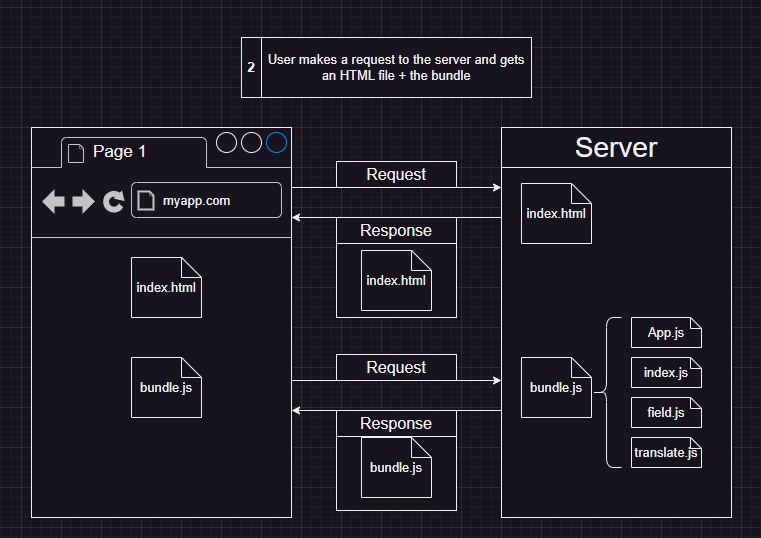 2
User makes a request to the server and gets
an HTML file + the bundle
Page 1
myapp.com
index.html
bundle.js
Request
Response
index.html
Request
Response
bundle.js
Server
index.html
bundle.js
App.js
index.js
field.js
translate.js